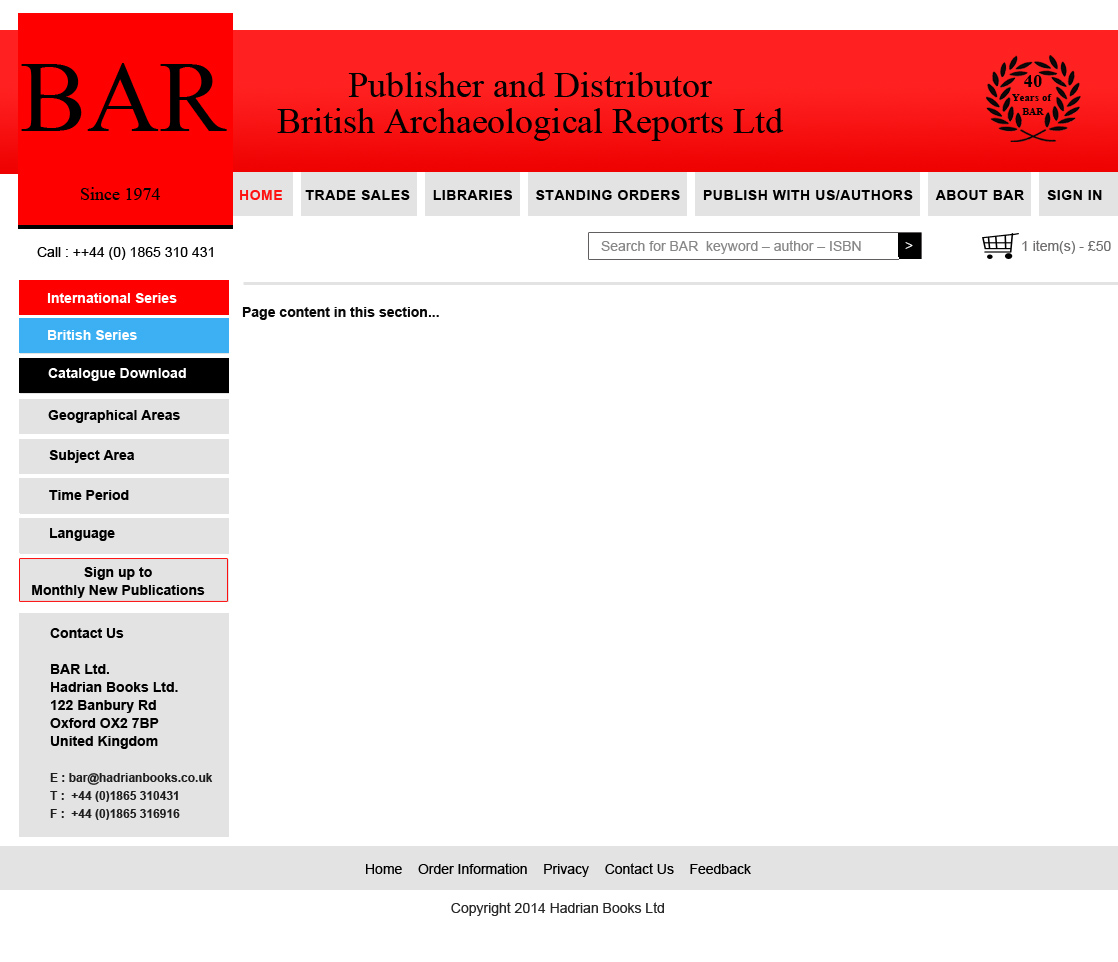 BAR
Since 1974
Publisher and Distributor
British Archaeological Reports Ltd
40
Years of
BAR
HOME
TRADE SALES
LIBRARIES
STANDING ORDERS
PUBLISH WITH US/AUTHORS
ABOUT BAR
SIGN IN
Call : ++44 (0) 1865 310 431
Search for BAR  keyword – author – ISBN
>
1 item(s) - £50
International Series
British Series
Catalogue Download
Geographical Areas
Subject Area
Time Period
Language
Sign up to
Monthly New Publications
Page content in this section...
Contact Us
BAR Ltd.
Hadrian Books Ltd.
122 Banbury Rd
Oxford OX2 7BP
United Kingdom
E : bar@hadrianbooks.co.uk
T :  +44 (0)1865 310431
F :  +44 (0)1865 316916
Home
Order Information
Privacy
Contact Us
Feedback
Copyright 2014 Hadrian Books Ltd